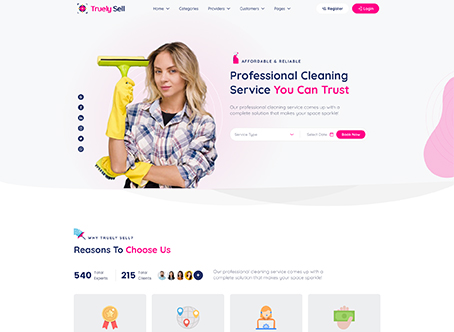 Truely Sell
Home
Categories
Providers
Customers
Pages
Register
Login
AFFORDABLE & RELIABLE
Professional Cleaning
Service You Can Trust
Our professional cleaning service comes up with a
complete solution that makes your space sparkle!
Service Type
Select Date
Book Now
WHY TRUELY SELL?
Reasons To Choose Us
540 Total
Experts
215 Total
Clients
Our professional cleaning service comes up with a
complete solution that makes your space sparkle!